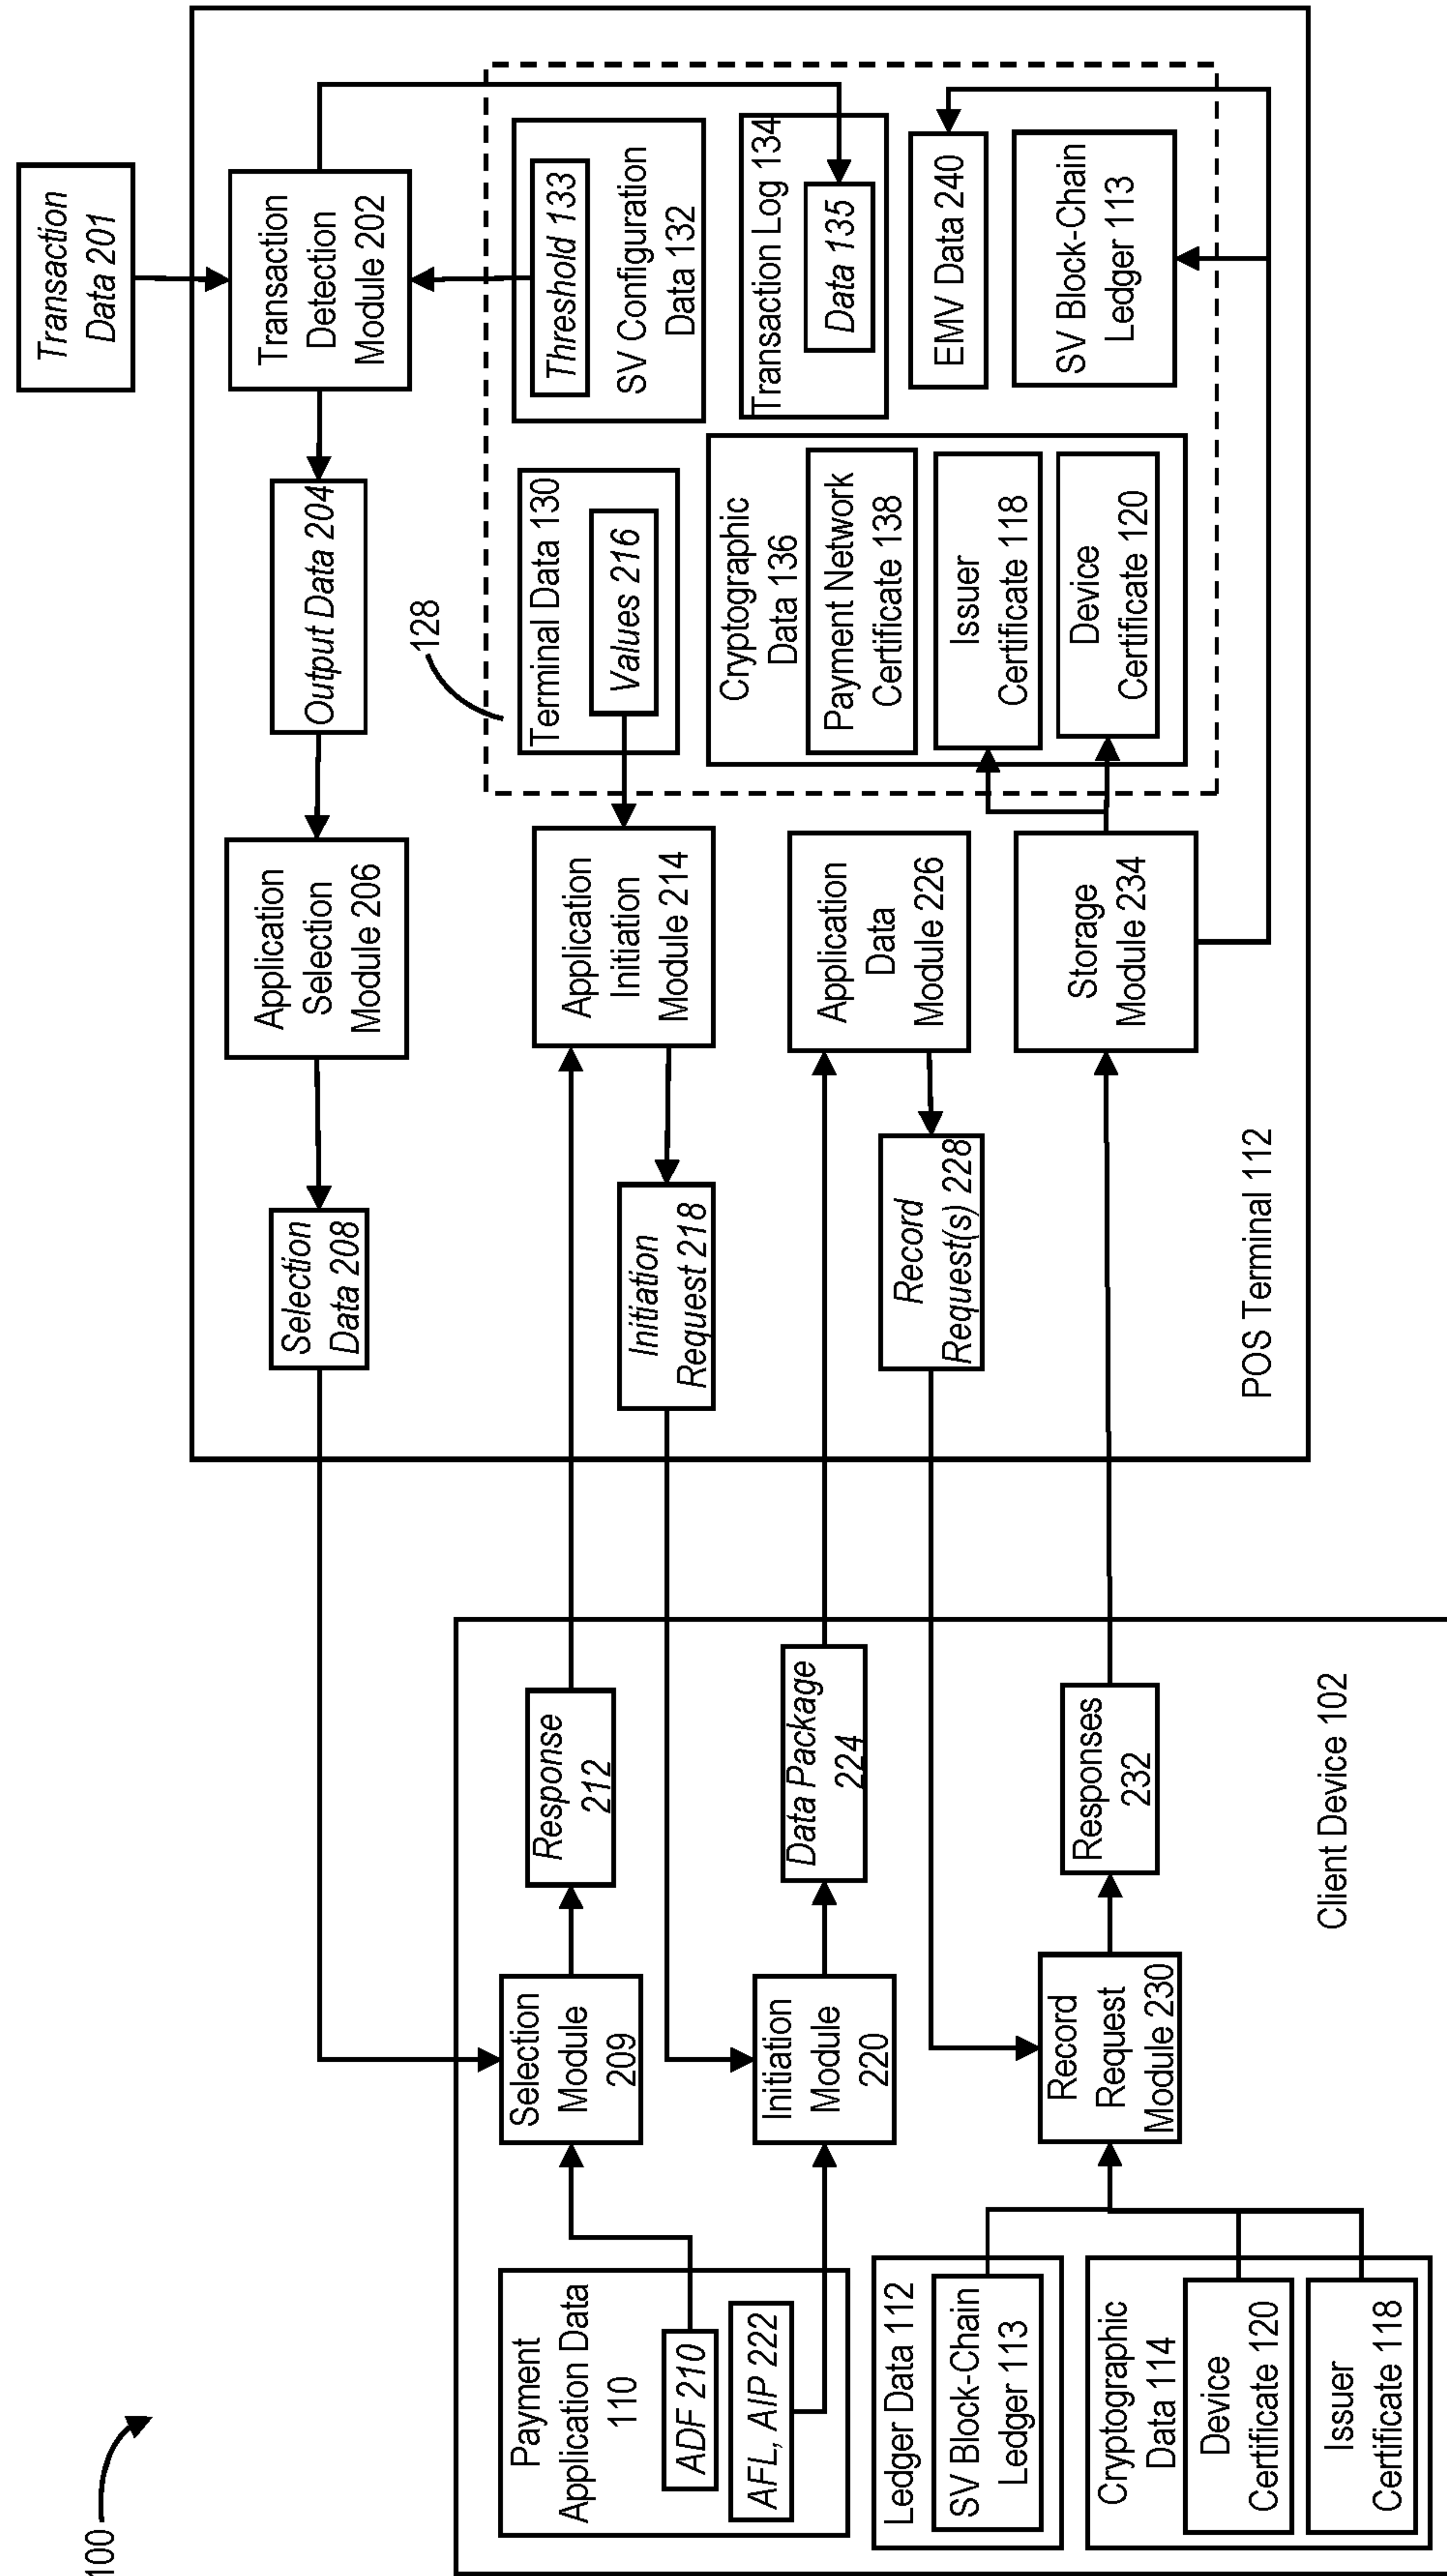 100
Transaction
Data 201
Payment
Application Data
110
ADF 210
AFL, AIP 222
Ledger Data 112
SV Block-Chain
Ledger 113
Cryptographic
Data 114
Device
Certificate 120
Issuer
Certificate 118
Selection
Module
209
Initiation
Module
220
Record
Request
Module 230
Response
212
Data Package
224
Responses
232
Client Device 102
Selection
Data 208
Initiation
Request 218
Record
Request(s) 228
POS Terminal 112
Application
Selection
Module 206
Application
Initiation
Module 214
Application
Data
Module 226
Storage
Module 234
Output Data 204
128
Terminal Data 130
Values 216
Cryptographic
Data 136
Payment Network
Certificate 138
Issuer
Certificate 118
Device
Certificate 120
Transaction
Detection
Module 202
Threshold 133
SV Configuration
Data 132
Transaction Log 134
Data 135
EMV Data 240
SV Block-Chain
Ledger 113